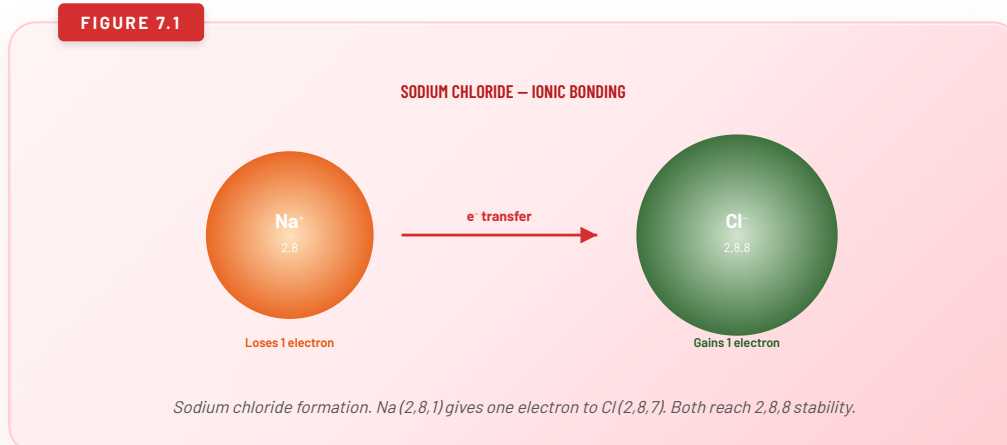 FIGURE 7.1
SODIUM CHLORIDE — IONIC BONDING
Na⁺
2,8
e⁻ transfer
Cl⁻
2,8,8
Loses 1 electron
Gains 1 electron
Sodium chloride formation. Na (2,8,1) gives one electron to Cl (2,8,7). Both reach 2,8,8 stability.